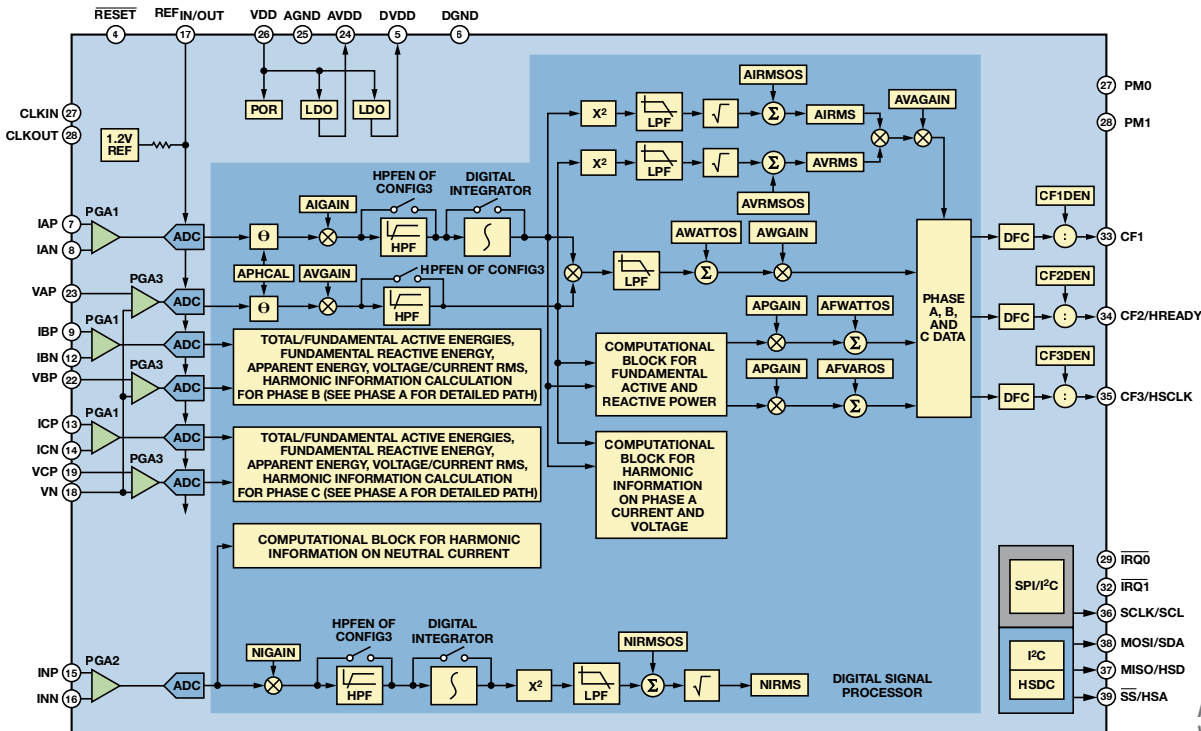 RESET REFIN/OUT VDD AGND AVDD DVDD DGND
4 17 26 25 24 5 6
CLKIN 27
CLKOUT 28
POR LDO LDO
1.2V
REF
27 PM0
28 PM1
AIRMSOS
X² LPF √ Σ AIRMS
AVAGAIN
X² LPF √ Σ AVRMS
AVRMSOS
HPFEN OF
CONFIG3
DIGITAL
INTEGRATOR
AIGAIN
IAP 7
IAN 8
PGA1 ADC Θ HPF ∫
APHCAL AVGAIN HPFEN OF CONFIG3
VAP 23
PGA3 ADC Θ HPF
AWATTOS AWGAIN
LPF Σ
IBP 9
IBN 12
PGA1 ADC
VBP 22
PGA3 ADC
TOTAL/FUNDAMENTAL ACTIVE ENERGIES,
FUNDAMENTAL REACTIVE ENERGY,
APPARENT ENERGY, VOLTAGE/CURRENT RMS,
HARMONIC INFORMATION CALCULATION
FOR PHASE B (SEE PHASE A FOR DETAILED PATH)
COMPUTATIONAL
BLOCK FOR
FUNDAMENTAL
ACTIVE AND
REACTIVE POWER
APGAIN AFWATTOS
Σ
APGAIN AFVAROS
Σ
PHASE
A, B,
AND
C DATA
CF1DEN
DFC : 33 CF1
CF2DEN
DFC : 34 CF2/HREADY
CF3DEN
DFC : 35 CF3/HSCLK
ICP 13
ICN 14
PGA1 ADC
VCP 19
VN 18
PGA3 ADC
TOTAL/FUNDAMENTAL ACTIVE ENERGIES,
FUNDAMENTAL REACTIVE ENERGY,
APPARENT ENERGY, VOLTAGE/CURRENT RMS,
HARMONIC INFORMATION CALCULATION
FOR PHASE C (SEE PHASE A FOR DETAILED PATH)
COMPUTATIONAL
BLOCK FOR
HARMONIC
INFORMATION
ON PHASE A
CURRENT AND
VOLTAGE
COMPUTATIONAL BLOCK FOR HARMONIC
INFORMATION ON NEUTRAL CURRENT
SPI/I²C
29 IRQ0
32 IRQ1
36 SCLK/SCL
I²C
HSDC
38 MOSI/SDA
37 MISO/HSD
39 SS/HSA
HPFEN OF
CONFIG3
DIGITAL
INTEGRATOR
NIGAIN
NIRMSOS
INP 15
INN 16
PGA2 ADC HPF ∫ X² LPF Σ √ NIRMS
DIGITAL SIGNAL
PROCESSOR